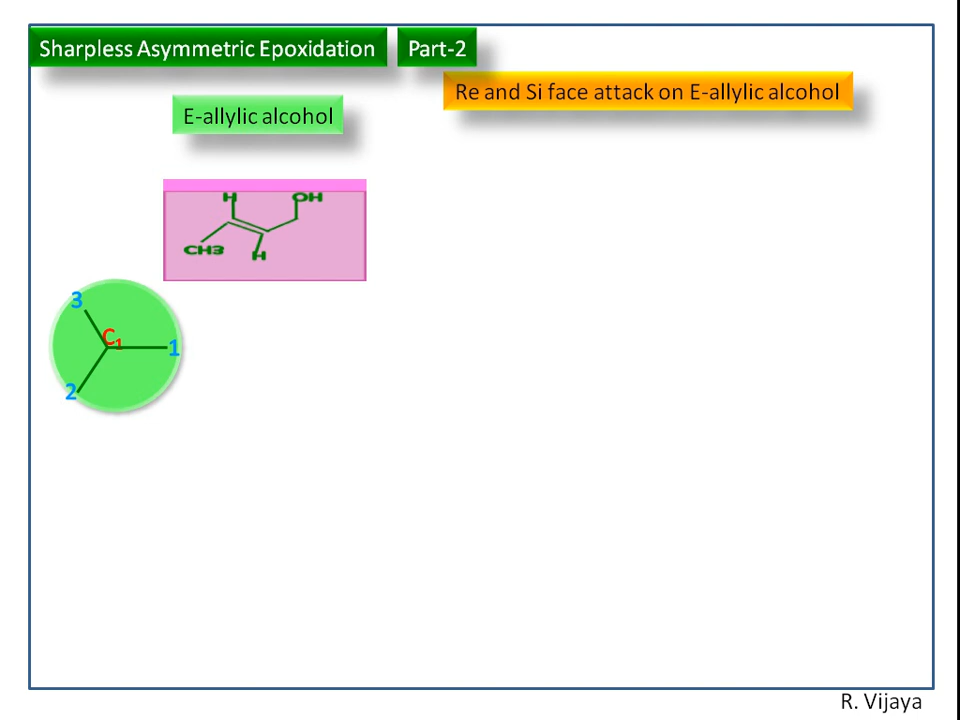 Sharpless Asymmetric Epoxidation
Part-2
Re and Si face attack on E-allylic alcohol
E-allylic alcohol
H
OH
CH3
H
3
C1
1
2
R. Vijaya